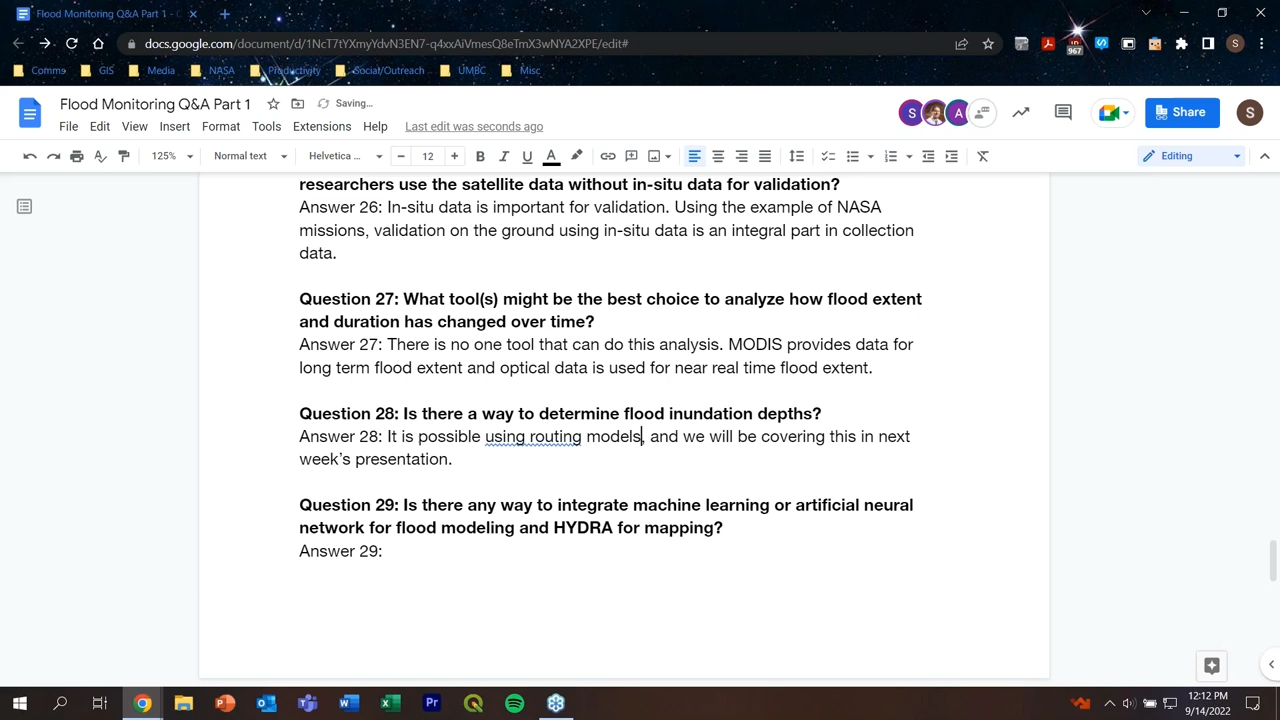 Flood Monitoring Q&A Part 1 - G
docs.google.com/document/d/1NcT7tYXmyYdvN3EN7-q4xxAiVmesQ8eTmX3wNYA2XPE/edit#
967
S
Comms GIS Media NASA Productivity Social/Outreach UMBC Misc
Flood Monitoring Q&A Part 1 Saving...
S A Share S
File Edit View Insert Format Tools Extensions Help Last edit was seconds ago
125% Normal text Helvetica ... 12 B I U A Editing
researchers use the satellite data without in-situ data for validation?
Answer 26: In-situ data is important for validation. Using the example of NASA
missions, validation on the ground using in-situ data is an integral part in collection
data.
Question 27: What tool(s) might be the best choice to analyze how flood extent
and duration has changed over time?
Answer 27: There is no one tool that can do this analysis. MODIS provides data for
long term flood extent and optical data is used for near real time flood extent.
Question 28: Is there a way to determine flood inundation depths?
Answer 28: It is possible using routing models, and we will be covering this in next
week's presentation.
Question 29: Is there any way to integrate machine learning or artificial neural
network for flood modeling and HYDRA for mapping?
Answer 29:
12:12 PM
9/14/2022